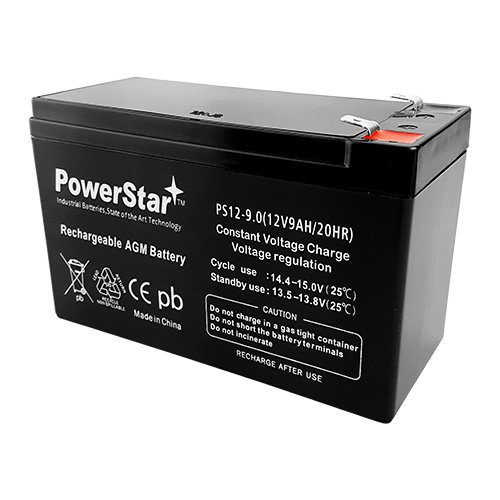 PowerStar™
Industrial Batteries,State of the Art Technology
Rechargeable AGM Battery
NON-SPILLABLE
CE pb
Made in China
PS12-9.0(12V9AH/20HR)
Constant Voltage Charge
Voltage regulation
Cycle use :14.4-15.0V(25℃)
Standby use:13.5-13.8V(25℃)
CAUTION
Do not charge in a gas tight container
Do not short the battery terminals
Do not incinerate
RECHARGE AFTER USE